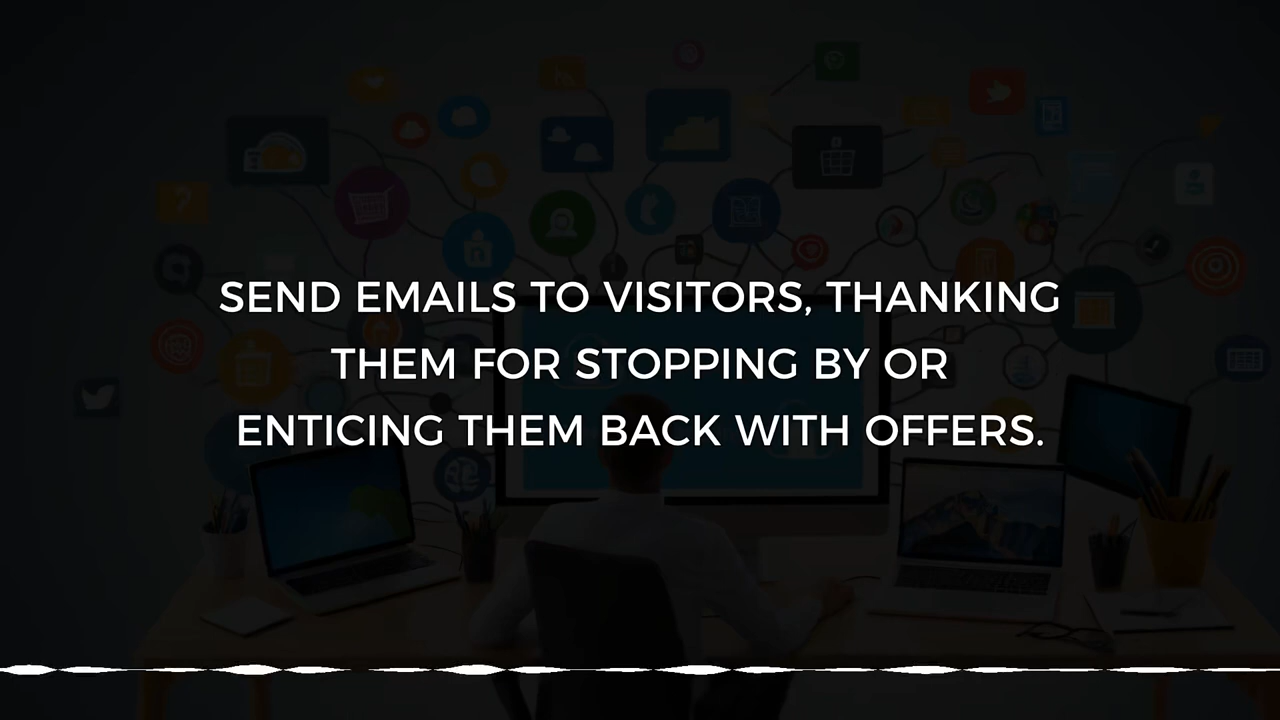 SEND EMAILS TO VISITORS, THANKING
THEM FOR STOPPING BY OR
ENTICING THEM BACK WITH OFFERS.